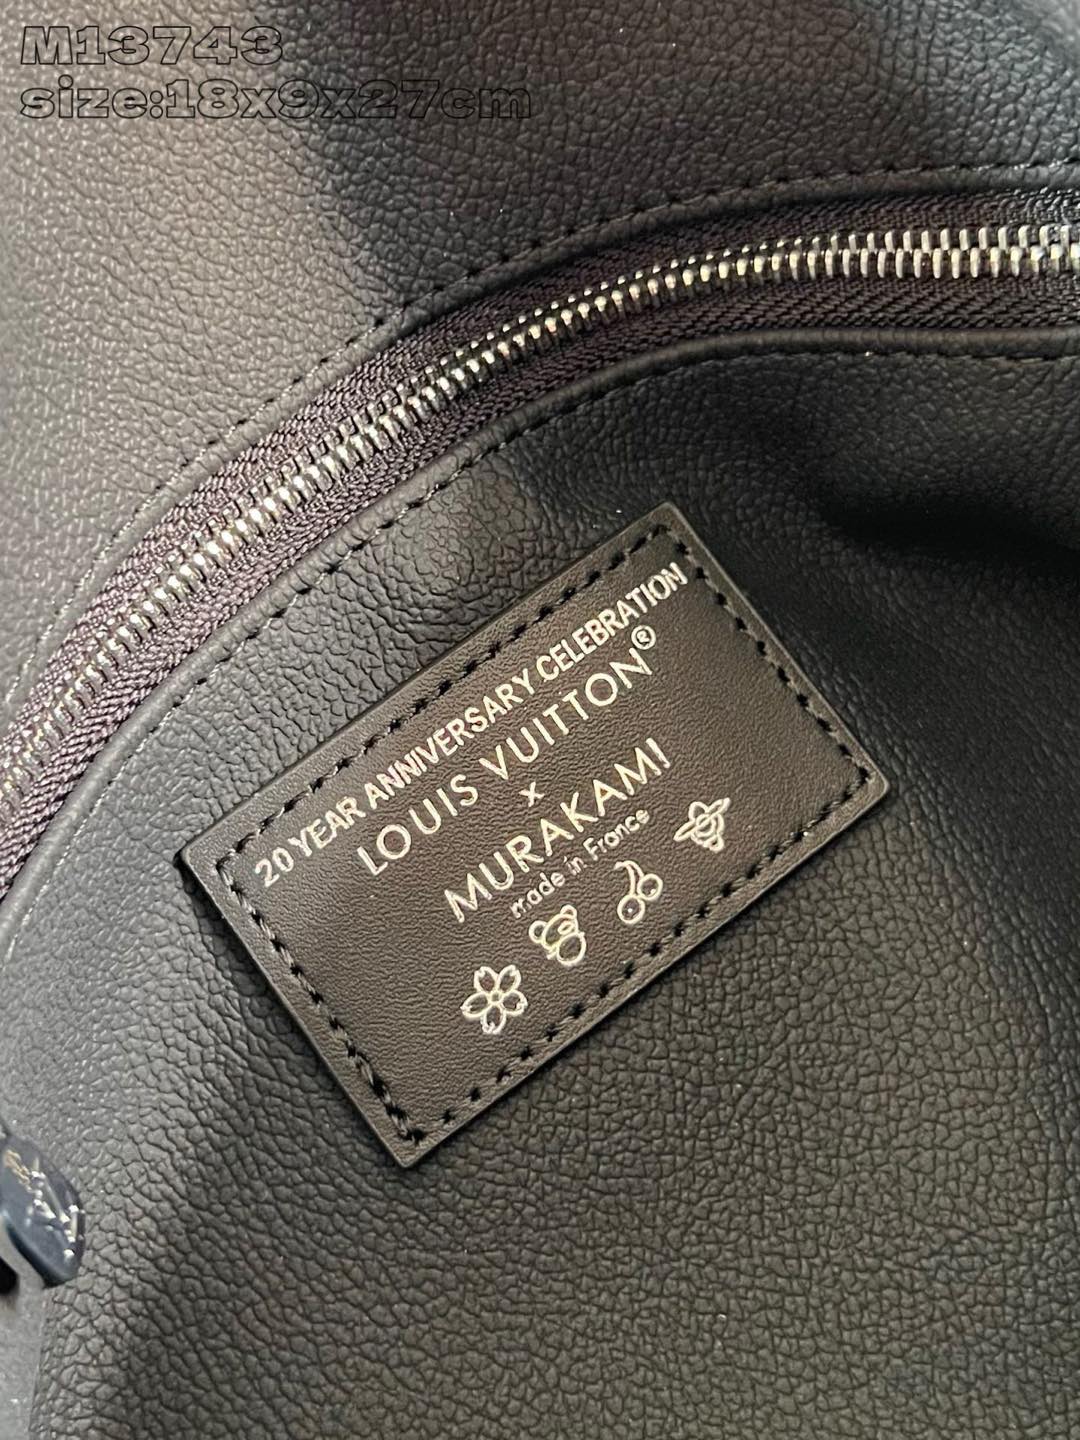 M13743
size:18x9x27cm
20 YEAR ANNIVERSARY CELEBRATION
LOUIS VUITTON®
x
MURAKAMI
made in France